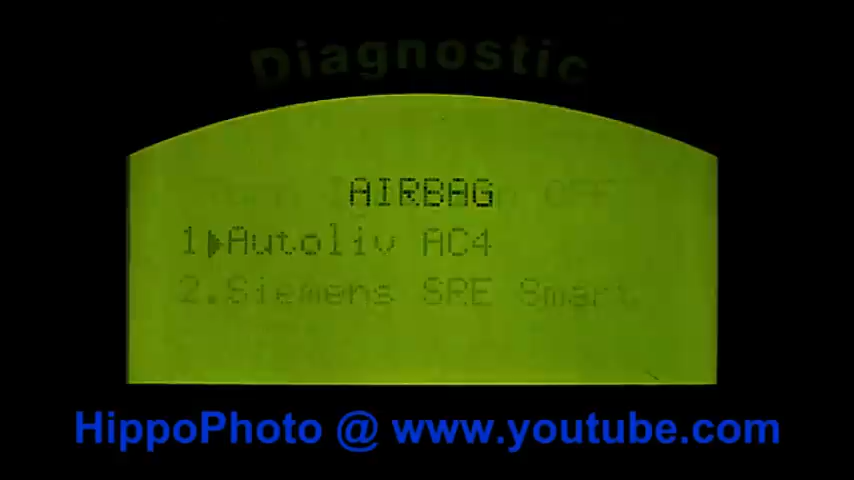 Diagnostic
AIRBAG
1▶Autoliv AC4
2.Siemens SRE Smart
HippoPhoto @ www.youtube.com